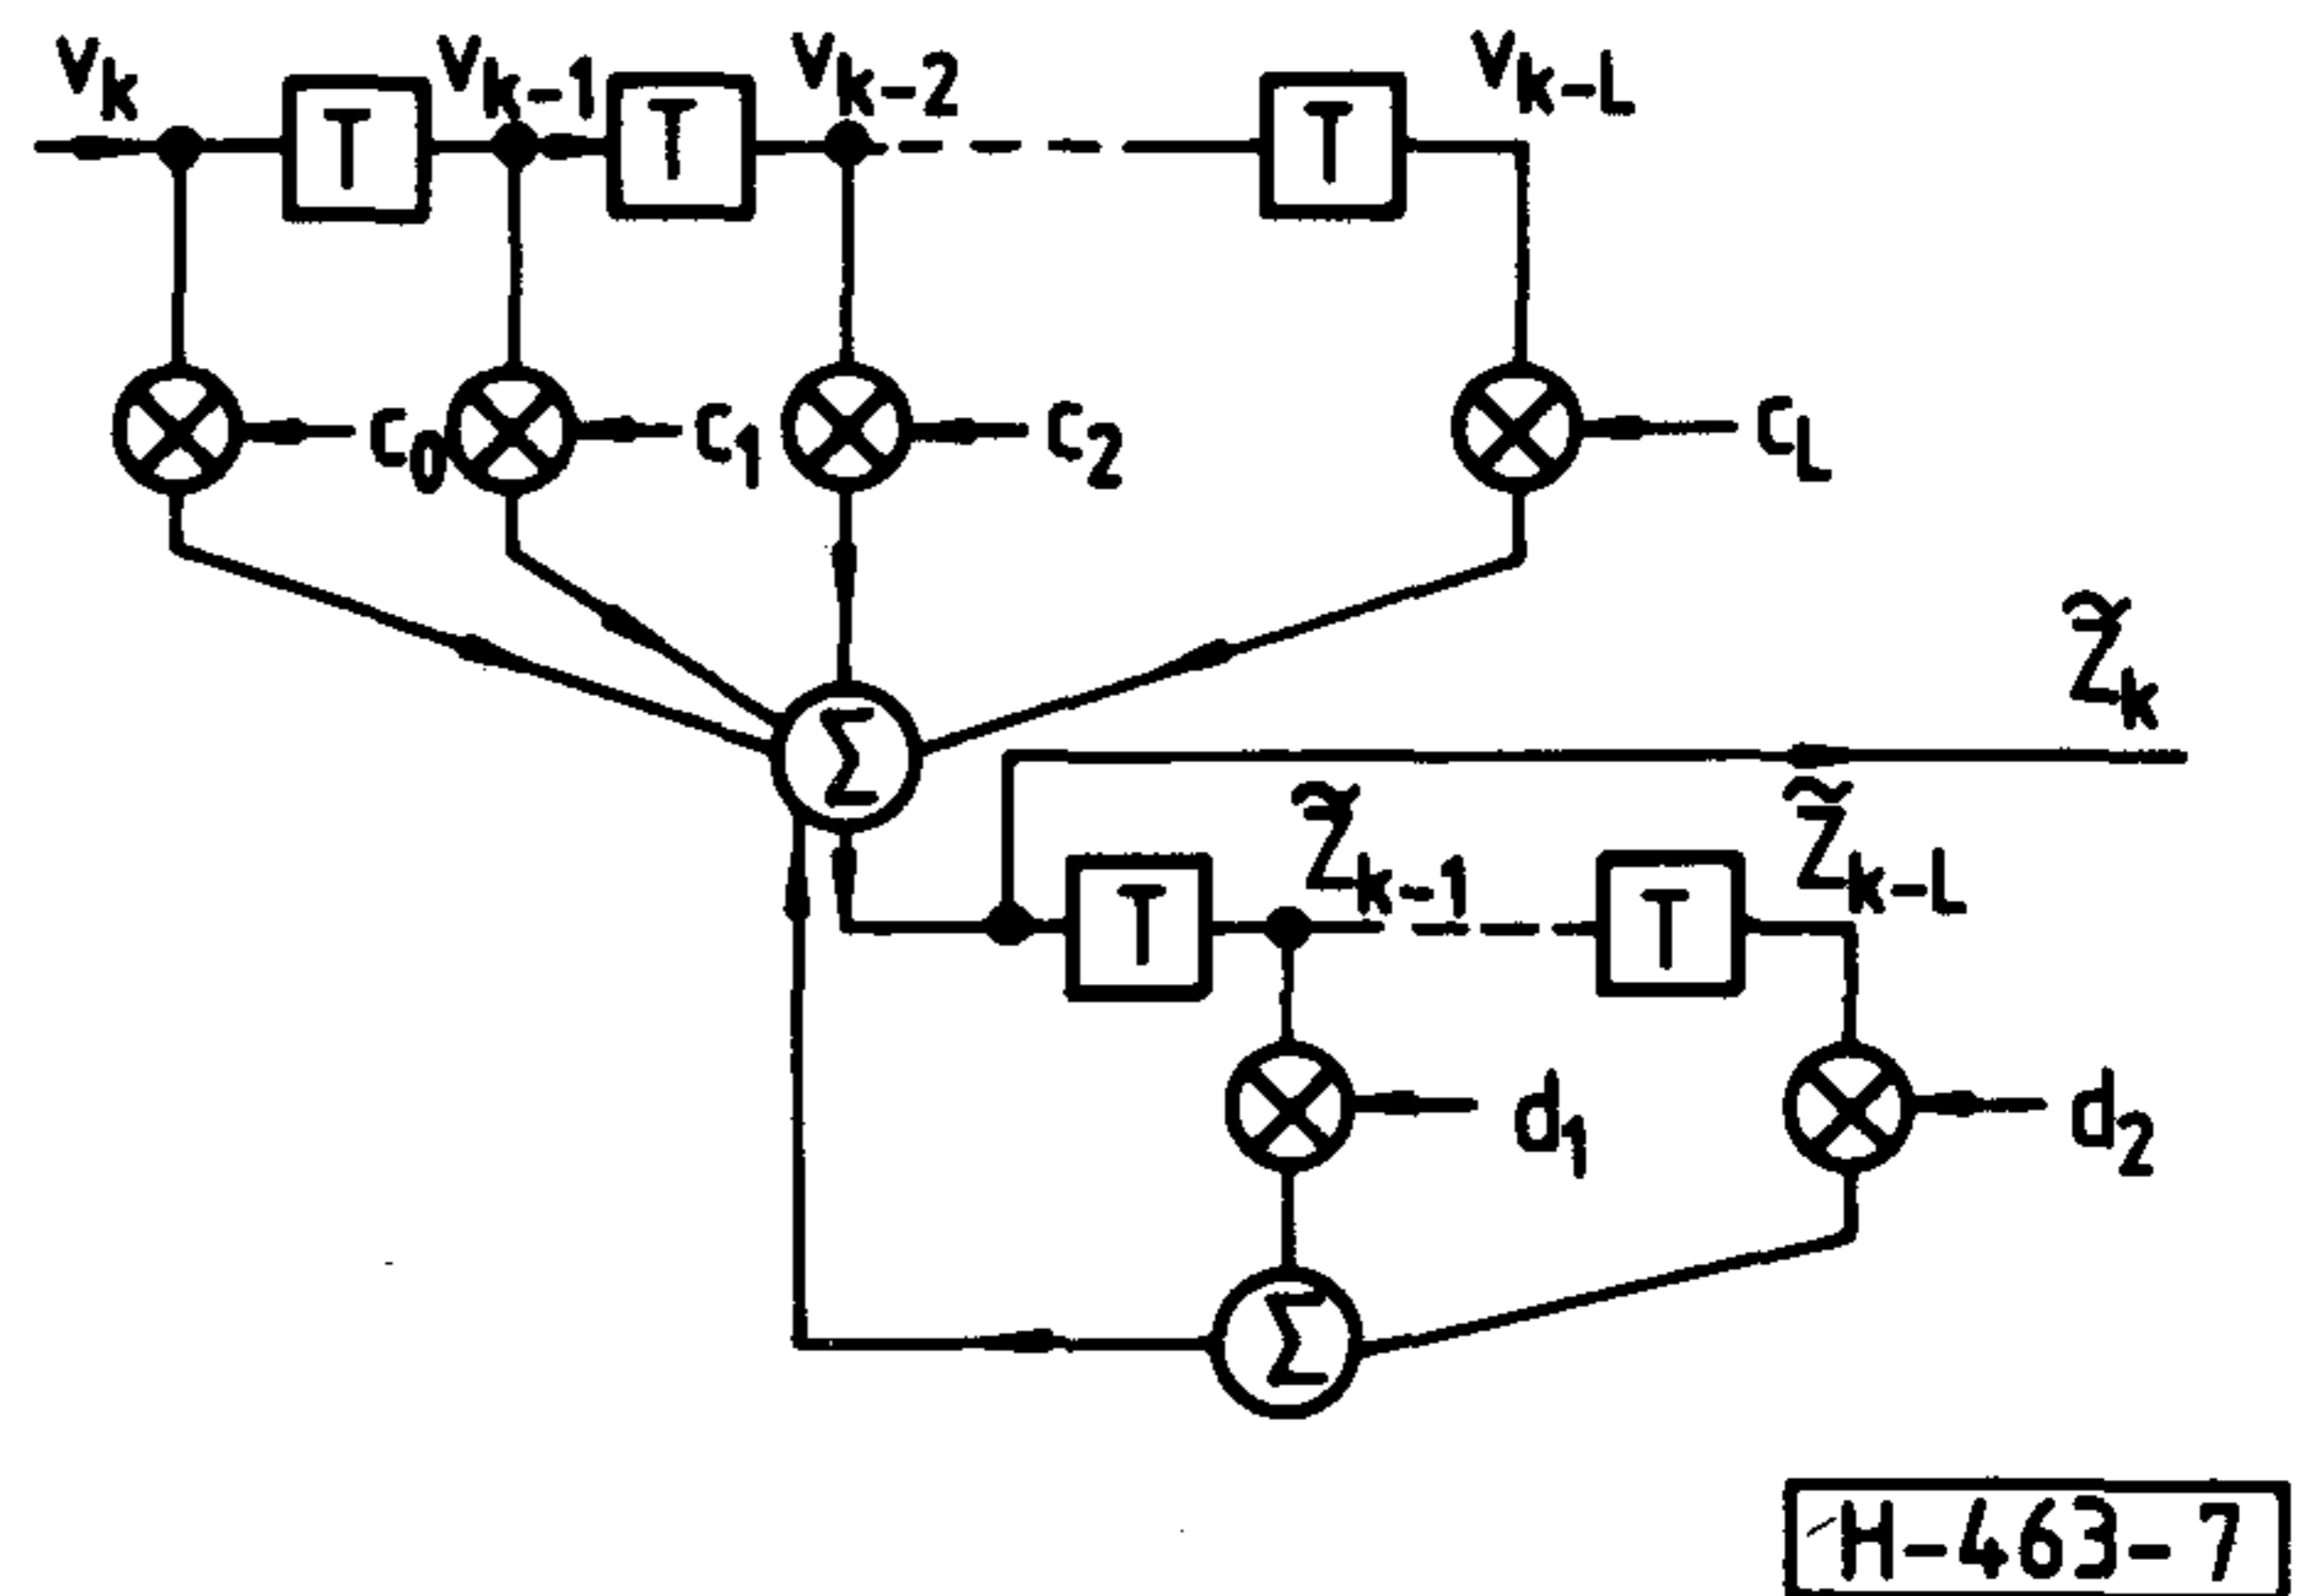 vk vk-1 vk-2 vk-L
T T T
c0 c1 c2 cL
Σ
z̃k
z̃k-1 z̃k-L
T T
d1 d2
Σ
H-463-7